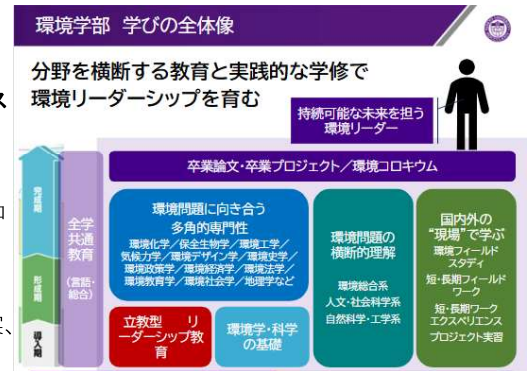 環境学部 学びの全体像
分野を横断する教育と実践的な学修で
環境リーダーシップを育む
持続可能な未来を担う
環境リーダー
卒業論文・卒業プロジェクト／環境コロキウム
完成期
形成期
導入期
全学
共通
教育
(言語・
総合)
環境問題に向き合う
多角的専門性
環境化学／保全生物学／環境工学／
気候力学／環境デザイン学／環境史学／
環境政策学／環境経済学／環境法学／
環境教育学／環境社会学／地理学など
立教型 リ
ーダーシップ教
育
環境学・科学
の基礎
環境問題の
横断的理解
環境総合系
人文・社会科学系
自然科学・工学系
国内外の
"現場"で学ぶ
環境フィールド
スタディ
短・長期フィールド
ワーク
短・長期ワーク
エクスペリエンス
プロジェクト実習
ス